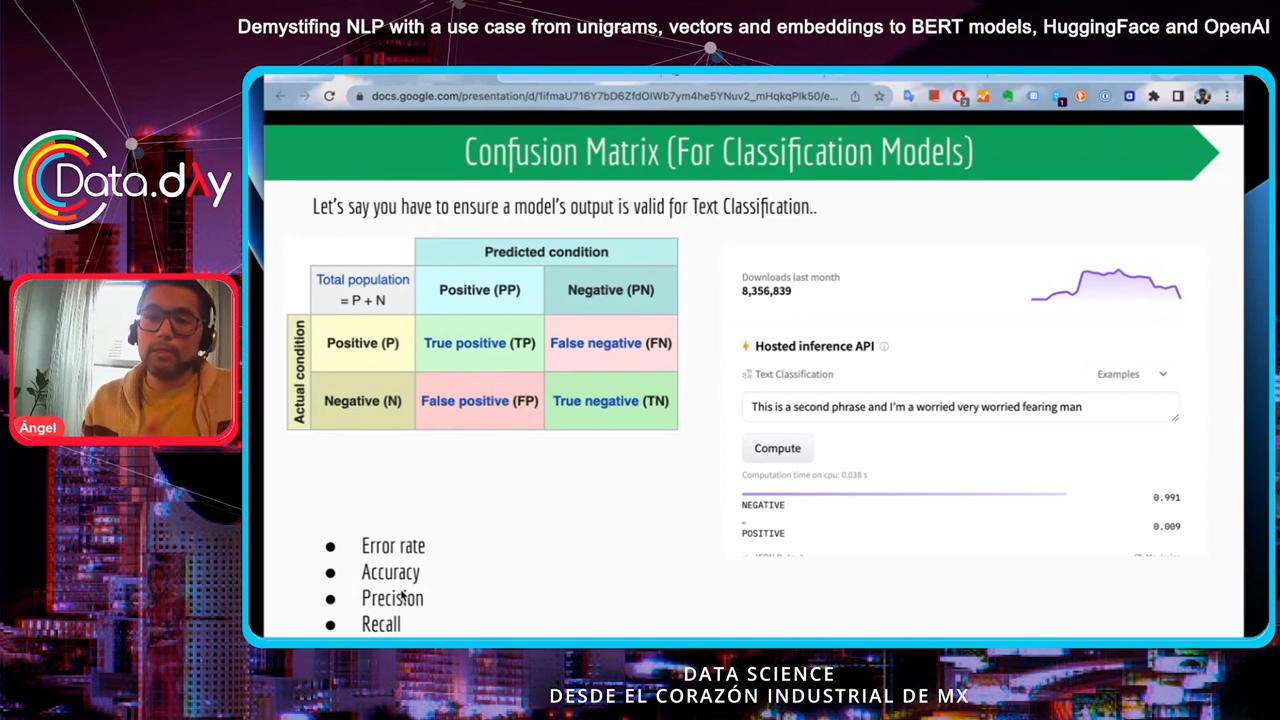 Demystifing NLP with a use case from unigrams, vectors and embeddings to BERT models, HuggingFace and OpenAI
Data.dAy
Ángel
docs.google.com/presentation/d/1ifmaU716Y7bD6ZfdOIWb7ym4he5YNuv2_mHqkqPlk50/e...
Confusion Matrix (For Classification Models)
Let's say you have to ensure a model's output is valid for Text Classification..
Predicted condition
Total population
= P + N
Positive (PP)
Negative (PN)
Actual condition
Positive (P)
True positive (TP)
False negative (FN)
Negative (N)
False positive (FP)
True negative (TN)
● Error rate
● Accuracy
● Precision
● Recall
Downloads last month
8,356,839
Hosted inference API
Text Classification
Examples
This is a second phrase and I'm a worried very worried fearing man
Compute
Computation time on cpu: 0.038 s
NEGATIVE
0.991
POSITIVE
0.009
DATA SCIENCE
DESDE EL CORAZÓN INDUSTRIAL DE MX